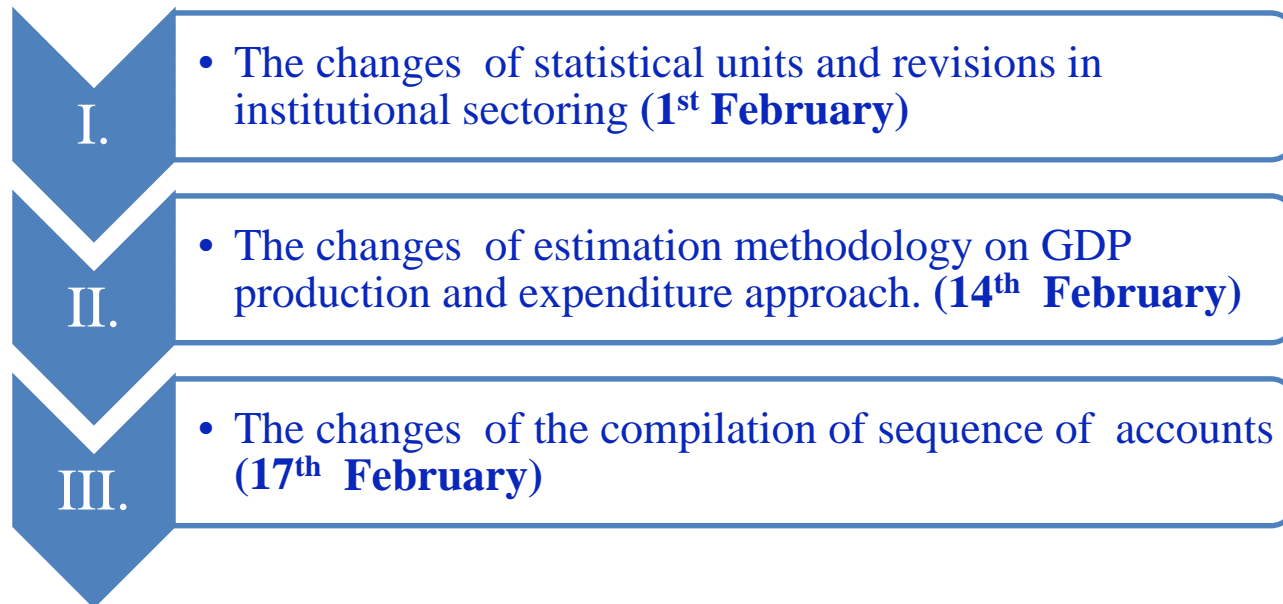 I.
• The changes of statistical units and revisions in
institutional sectoring (1st February)
II.
• The changes of estimation methodology on GDP
production and expenditure approach. (14th February)
III.
• The changes of the compilation of sequence of accounts
(17th February)